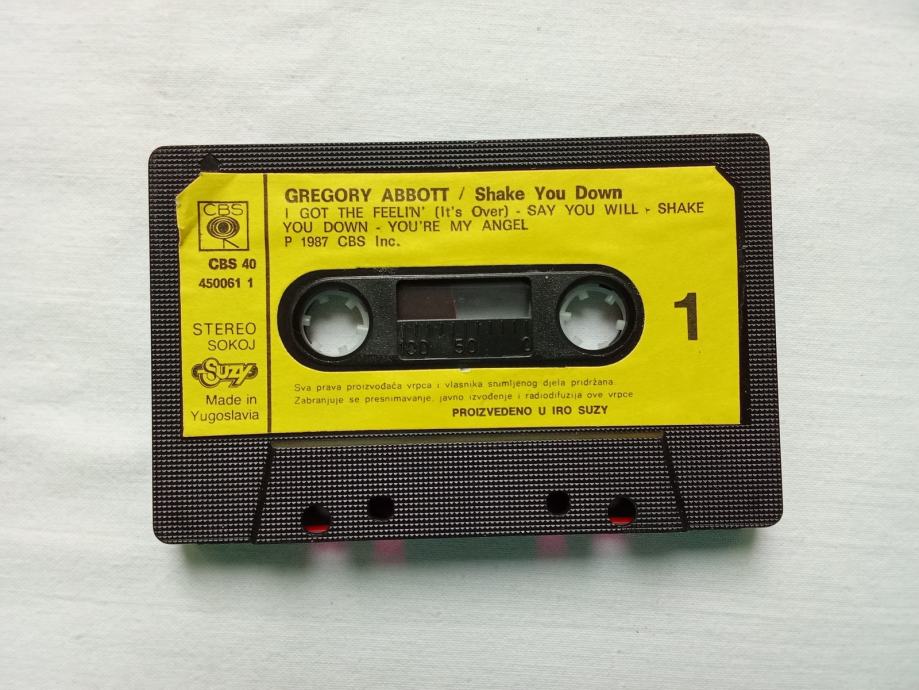 GREGORY ABBOTT / Shake You Down
I GOT THE FEELIN' (It's Over) - SAY YOU WILL - SHAKE
YOU DOWN - YOU'RE MY ANGEL
P 1987 CBS Inc.
CBS
CBS 40
450061 1
STEREO
SOKOJ
SUZY
Made in
Yugoslavia
1
100 50 0
Sva prava proizvođača vrpca i vlasnika snimljenog djela pridržana
Zabranjuje se presnimavanje, javno izvođenje i radiodifuzija ove vrpce
PROIZVEDENO U IRO SUZY